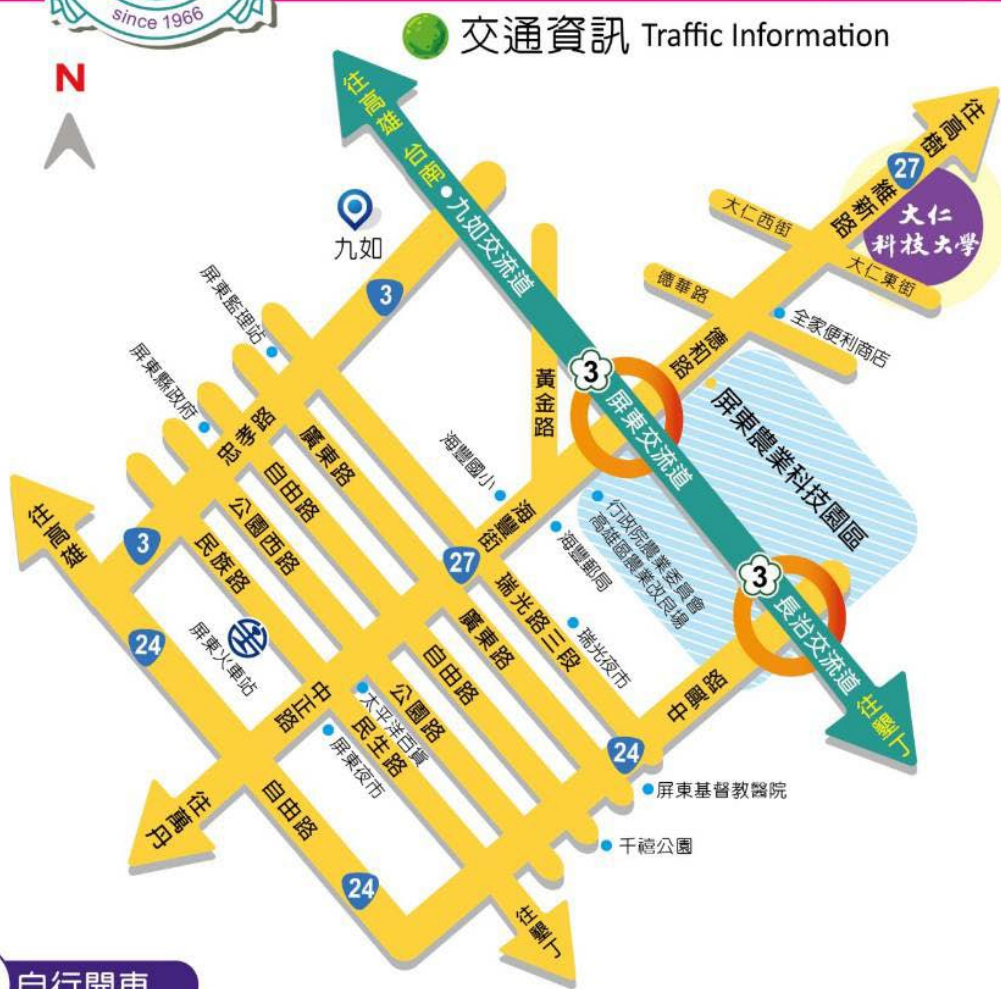 since 1966
交通資訊 Traffic Information
N
往高雄 台南
九如交流道
九如
3
往高樹
27
維新路
大仁
科技大學
大仁西街
大仁東街
德華路
全家便利商店
德和路
屏東監理站
屏東縣政府
黃金路
3
屏東交流道
屏東農業科技園區
忠孝路
廣東路
自由路
公園西路
民族路
海豐國小
海豐街
海豐郵局
行政院農業委員會
高雄區農業改良場
往高雄
3
27
瑞光路三段
瑞光夜市
3
長治交流道
往墾丁
24
屏東火車站
中正路
太平洋百貨
公園路
民生路
自由路
廣東路
中興路
24
屏東夜市
屏東基督教醫院
千禧公園
往萬丹
自由路
24
往墾丁
自行開車